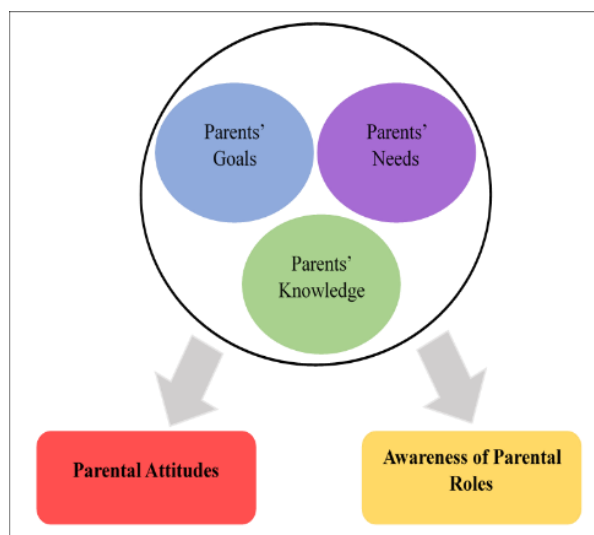 Parents’
Goals
Parents’
Needs
Parents’
Knowledge
Parental Attitudes
Awareness of Parental
Roles